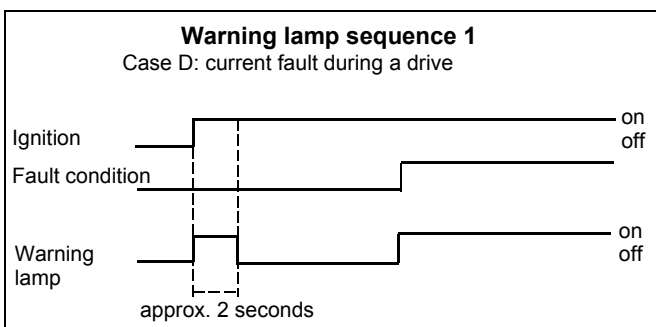 Warning lamp sequence 1
Case D: current fault during a drive
Ignition
on
off
Fault condition
Warning
lamp
on
off
approx. 2 seconds